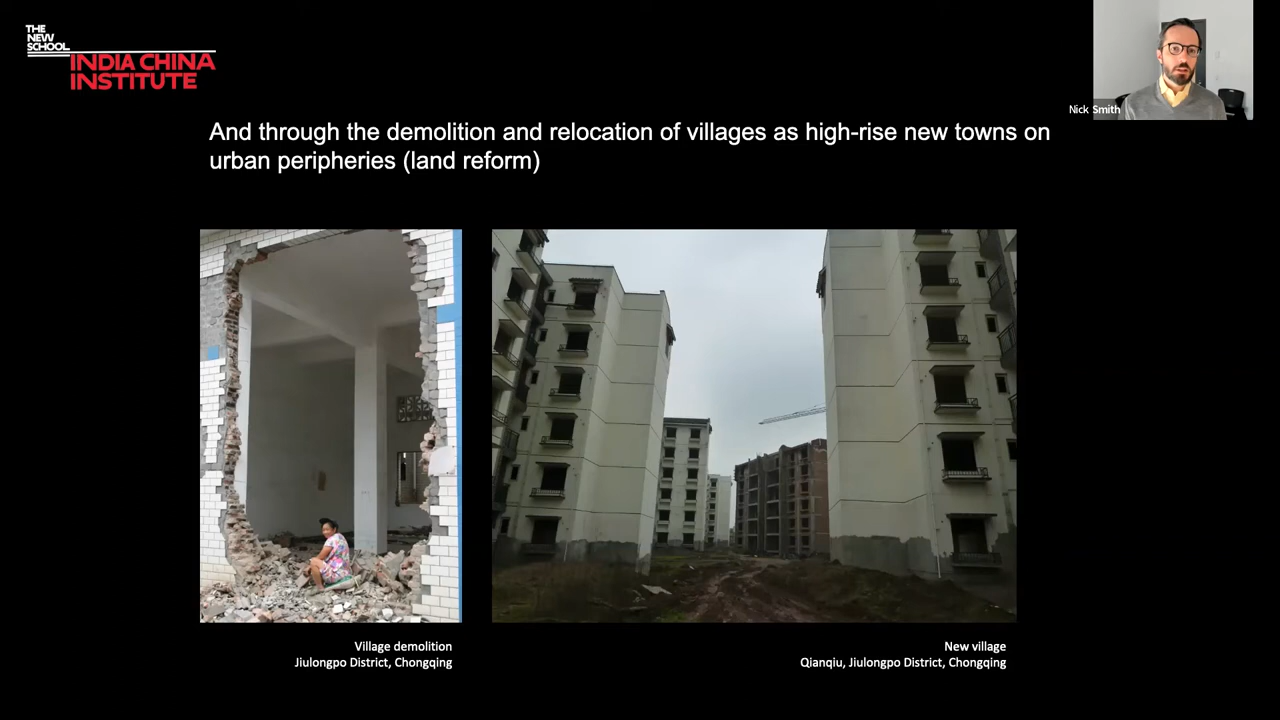 THE
NEW
SCHOOL
INDIA CHINA
INSTITUTE
Nick Smith
And through the demolition and relocation of villages as high-rise new towns on
urban peripheries (land reform)
Village demolition
Jiulongpo District, Chongqing
New village
Qianqiu, Jiulongpo District, Chongqing